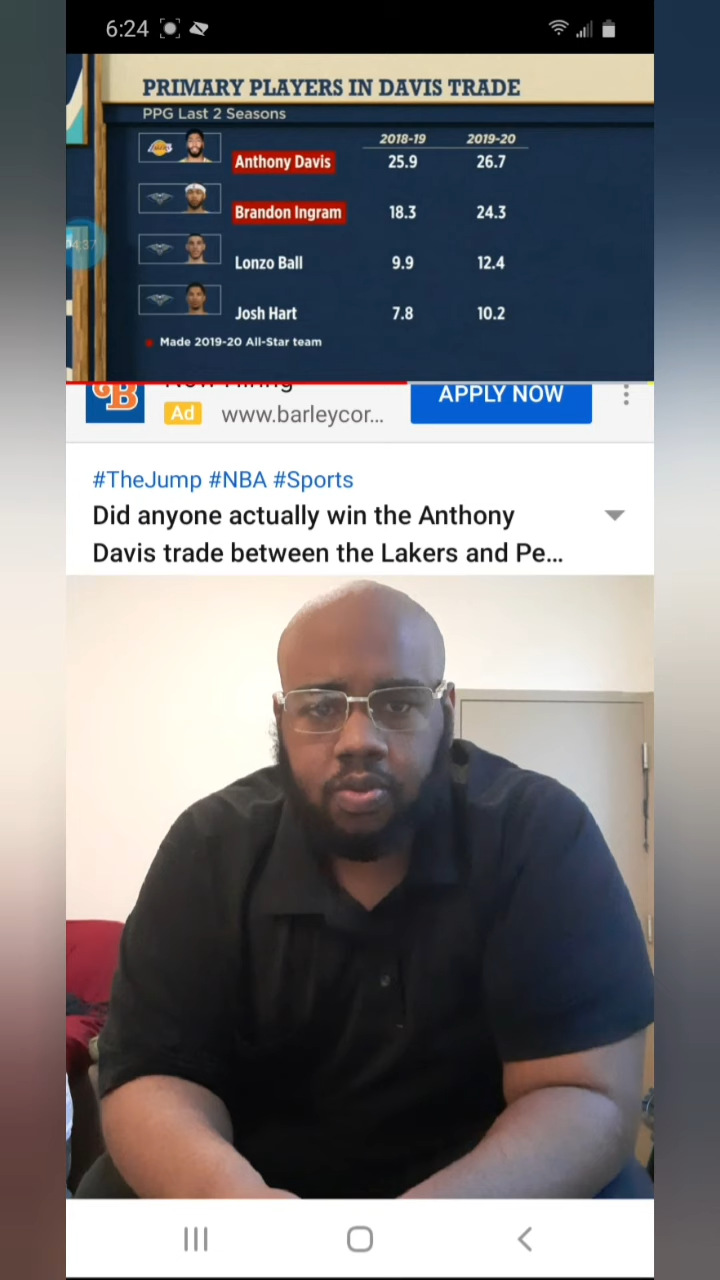 6:24
PRIMARY PLAYERS IN DAVIS TRADE
PPG Last 2 Seasons
2018-19 2019-20
Anthony Davis 25.9 26.7
Brandon Ingram 18.3 24.3
Lonzo Ball 9.9 12.4
Josh Hart 7.8 10.2
Made 2019-20 All-Star team
04:37
APPLY NOW
Ad www.barleycor...
#TheJump #NBA #Sports
Did anyone actually win the Anthony
Davis trade between the Lakers and Pe...